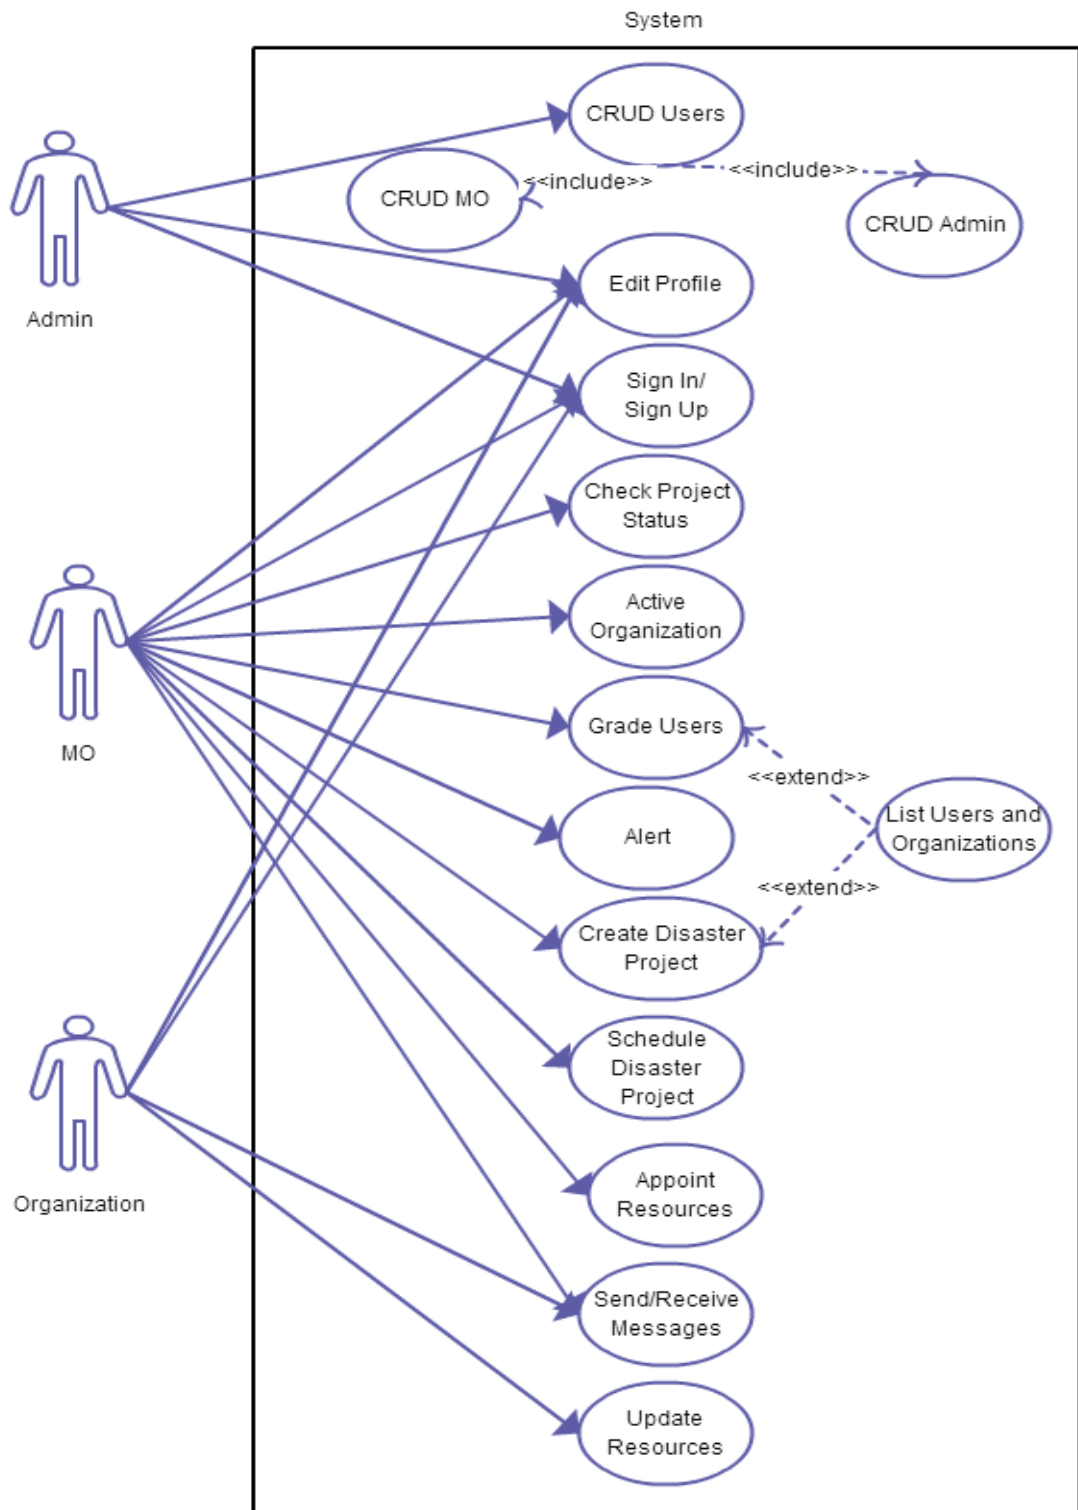 System
CRUD Users
<<include>>
<<include>>
CRUD MO
CRUD Admin
Admin
Edit Profile
Sign In/
Sign Up
Check Project
Status
Active
Organization
MO
Grade Users
<<extend>>
List Users and
Organizations
Alert
<<extend>>
Create Disaster
Project
Schedule
Disaster
Project
Organization
Appoint
Resources
Send/Receive
Messages
Update
Resources